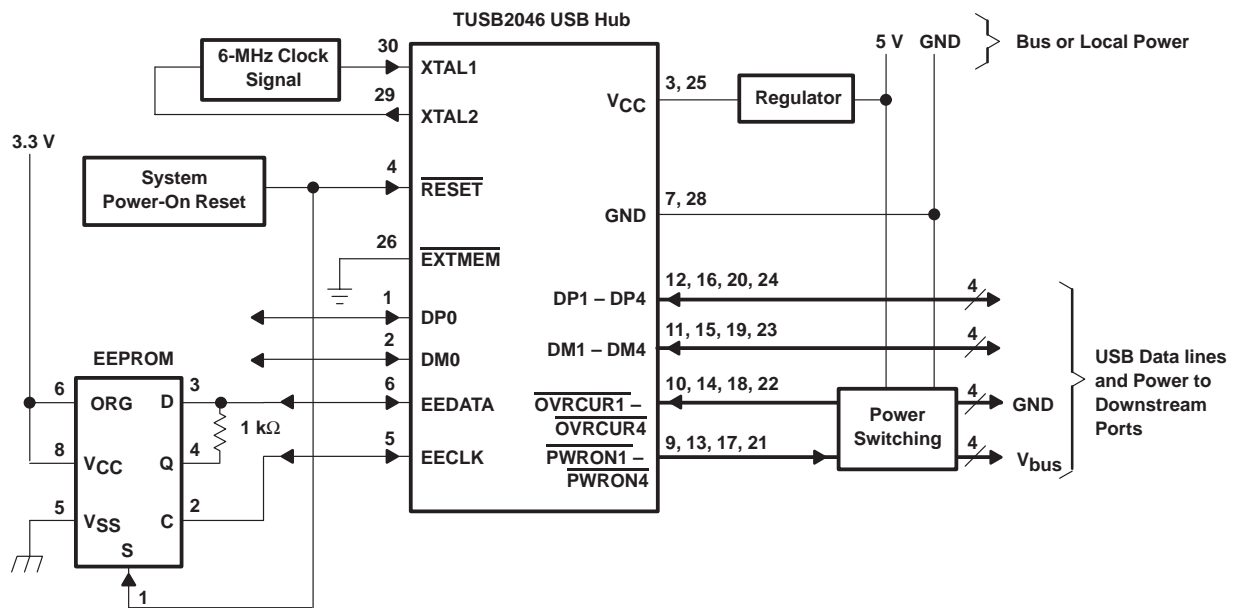 TUSB2046 USB Hub
6-MHz Clock
Signal
30
XTAL1
29
XTAL2
3.3 V
System
Power-On Reset
4
RESET
26
EXTMEM
1
DP0
2
DM0
6
EEDATA
5
EECLK
EEPROM
6
ORG
D
3
1 kΩ
8
VCC
Q
4
5
VSS
C
2
S
1
5 V GND
Bus or Local Power
VCC
3, 25
Regulator
GND
7, 28
DP1 – DP4
12, 16, 20, 24
4
DM1 – DM4
11, 15, 19, 23
4
OVRCUR1 –
OVRCUR4
10, 14, 18, 22
PWRON1 –
PWRON4
9, 13, 17, 21
Power
Switching
4
GND
4
Vbus
USB Data lines
and Power to
Downstream
Ports